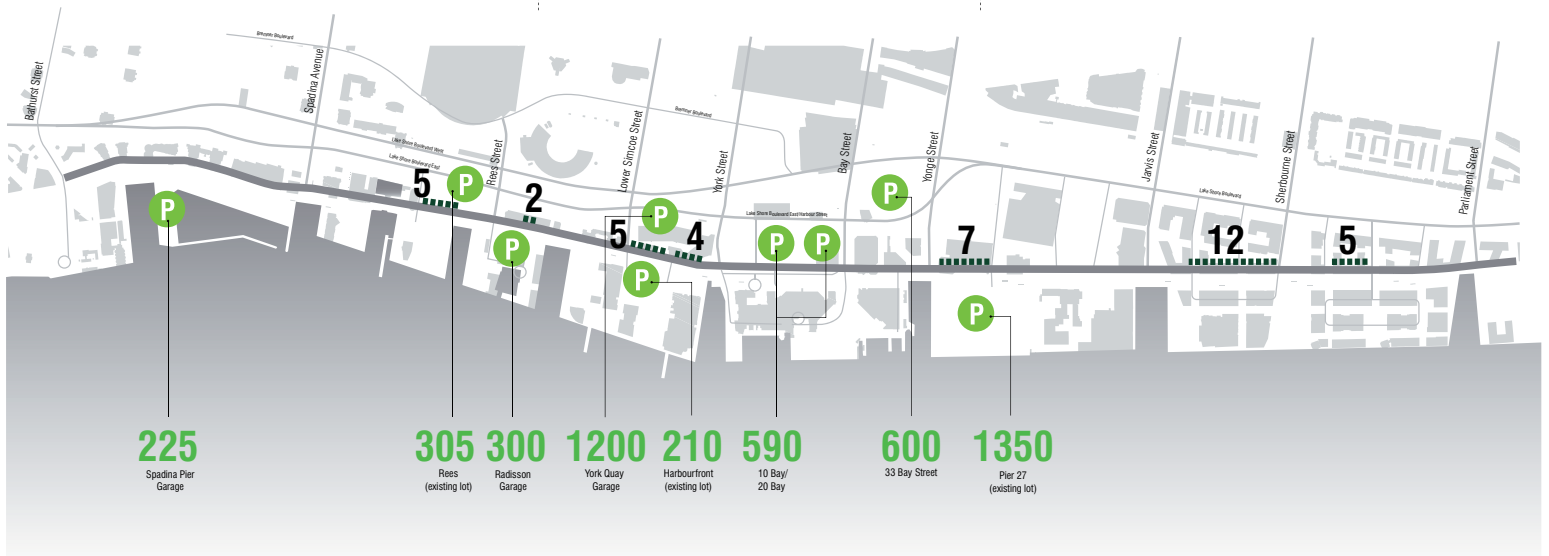 Bathurst Street
Spadina Avenue
Bremner Boulevard
Lake Shore Boulevard West
Lake Shore Boulevard East
Rees Street
Lower Simcoe Street
Bremner Boulevard
York Street
Lake Shore Boulevard East Harbour Street
Bay Street
Yonge Street
Jarvis Street
Lake Shore Boulevard
Sherbourne Street
Parliament Street
P
5
P
2
P
5
P
4
P
P
P
P
7
P
12
5
225
Spadina Pier
Garage
305
Rees
(existing lot)
300
Radisson
Garage
1200
York Quay
Garage
210
Harbourfront
(existing lot)
590
10 Bay/
20 Bay
600
33 Bay Street
1350
Pier 27
(existing lot)